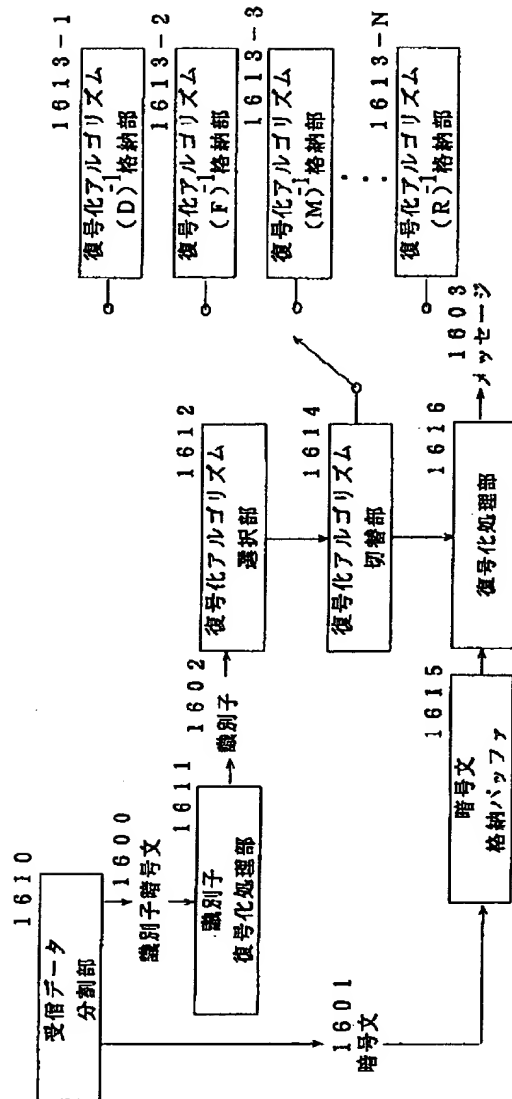 1610
受信データ
分割部
1600
識別子暗号文
1611
識別子
復号化処理部
1602
識別子
1612
復号化アルゴリズム
選択部
1614
復号化アルゴリズム
切替部
1601
暗号文
1615
暗号文
格納バッファ
1616
復号化処理部
1603
メッセージ
1613-1
復号化アルゴリズム
(D)⁻¹格納部
1613-2
復号化アルゴリズム
(F)⁻¹格納部
1613-3
復号化アルゴリズム
(M)⁻¹格納部
1613-N
復号化アルゴリズム
(R)⁻¹格納部